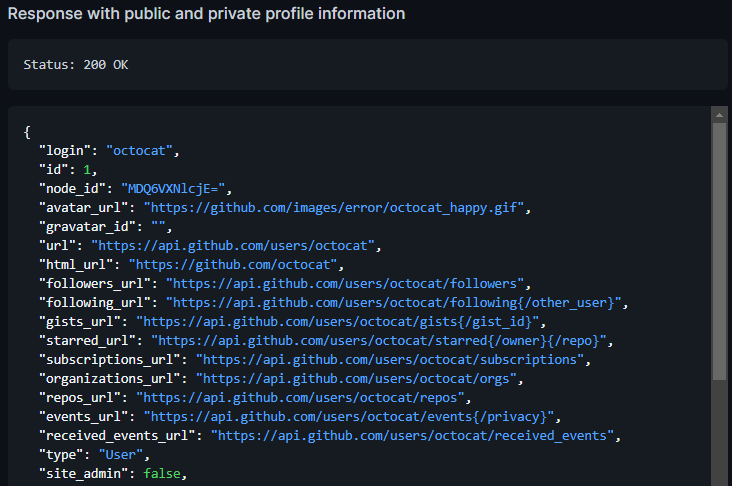 Response with public and private profile information
Status: 200 OK
{
"login": "octocat",
"id": 1,
"node_id": "MDQ6VXNlcjE=",
"avatar_url": "https://github.com/images/error/octocat_happy.gif",
"gravatar_id": "",
"url": "https://api.github.com/users/octocat",
"html_url": "https://github.com/octocat",
"followers_url": "https://api.github.com/users/octocat/followers",
"following_url": "https://api.github.com/users/octocat/following{/other_user}",
"gists_url": "https://api.github.com/users/octocat/gists{/gist_id}",
"starred_url": "https://api.github.com/users/octocat/starred{/owner}{/repo}",
"subscriptions_url": "https://api.github.com/users/octocat/subscriptions",
"organizations_url": "https://api.github.com/users/octocat/orgs",
"repos_url": "https://api.github.com/users/octocat/repos",
"events_url": "https://api.github.com/users/octocat/events{/privacy}",
"received_events_url": "https://api.github.com/users/octocat/received_events",
"type": "User",
"site_admin": false,